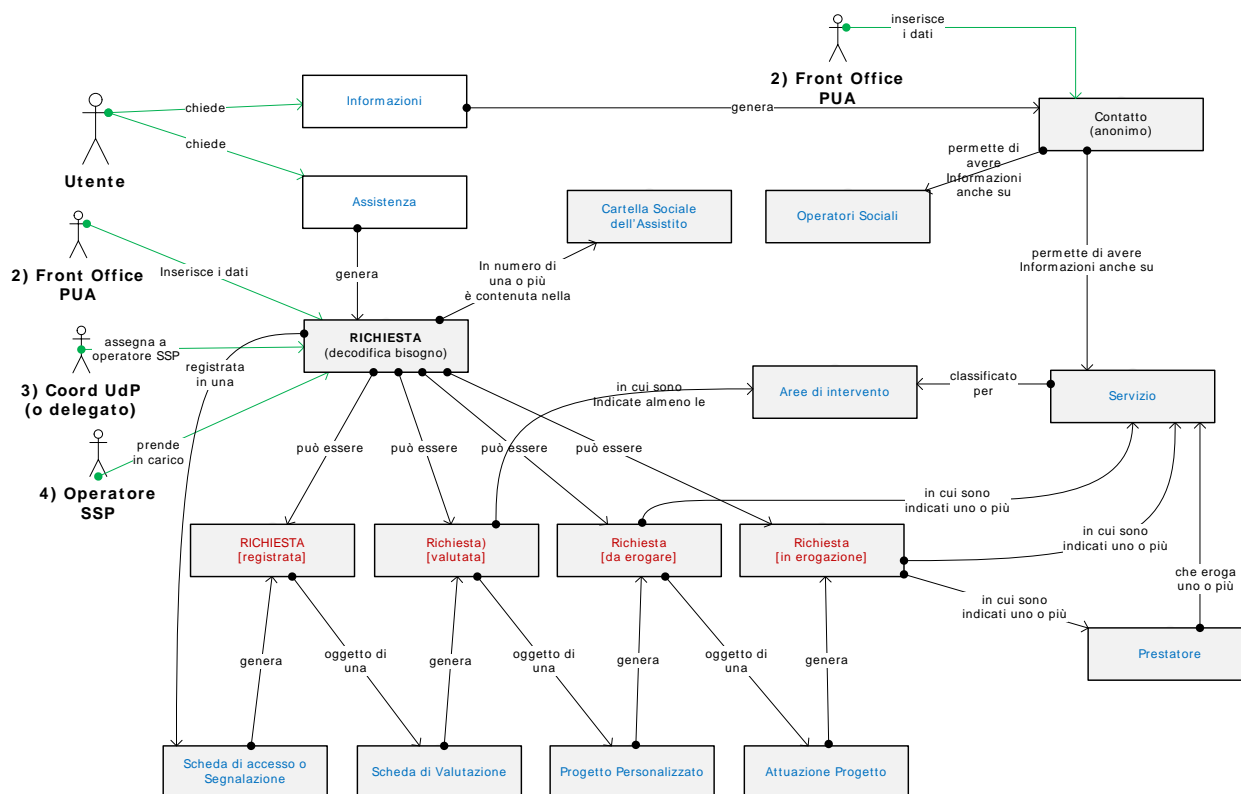 inserisce
i dati
2) Front Office
PUA
chiede
Informazioni
genera
Contatto
(anonimo)
chiede
Utente
permette di
avere
Informazioni
anche su
Assistenza
Cartella Sociale
dell'Assistito
Operatori Sociali
2) Front Office
PUA
Inserisce i dati
genera
In numero di
una o più
è contenuta nella
permette di avere
Informazioni anche su
RICHIESTA
(decodifica bisogno)
assegna a
operatore SSP
3) Coord UdP
(o delegato)
registrata
in una
in cui sono
Indicate almeno le
Aree di intervento
classificato
per
Servizio
prende
in carico
4) Operatore
SSP
può essere
può essere
può essere
può essere
in cui sono
indicati uno o più
RICHIESTA
[registrata]
Richiesta)
[valutata]
Richiesta
[da erogare]
Richiesta
[in erogazione]
in cui sono
indicati uno o più
che eroga
uno o più
in cui sono
indicati uno o più
Prestatore
genera
oggetto di
una
genera
oggetto di
una
genera
oggetto di
una
genera
Scheda di accesso o
Segnalazione
Scheda di Valutazione
Progetto Personalizzato
Attuazione Progetto